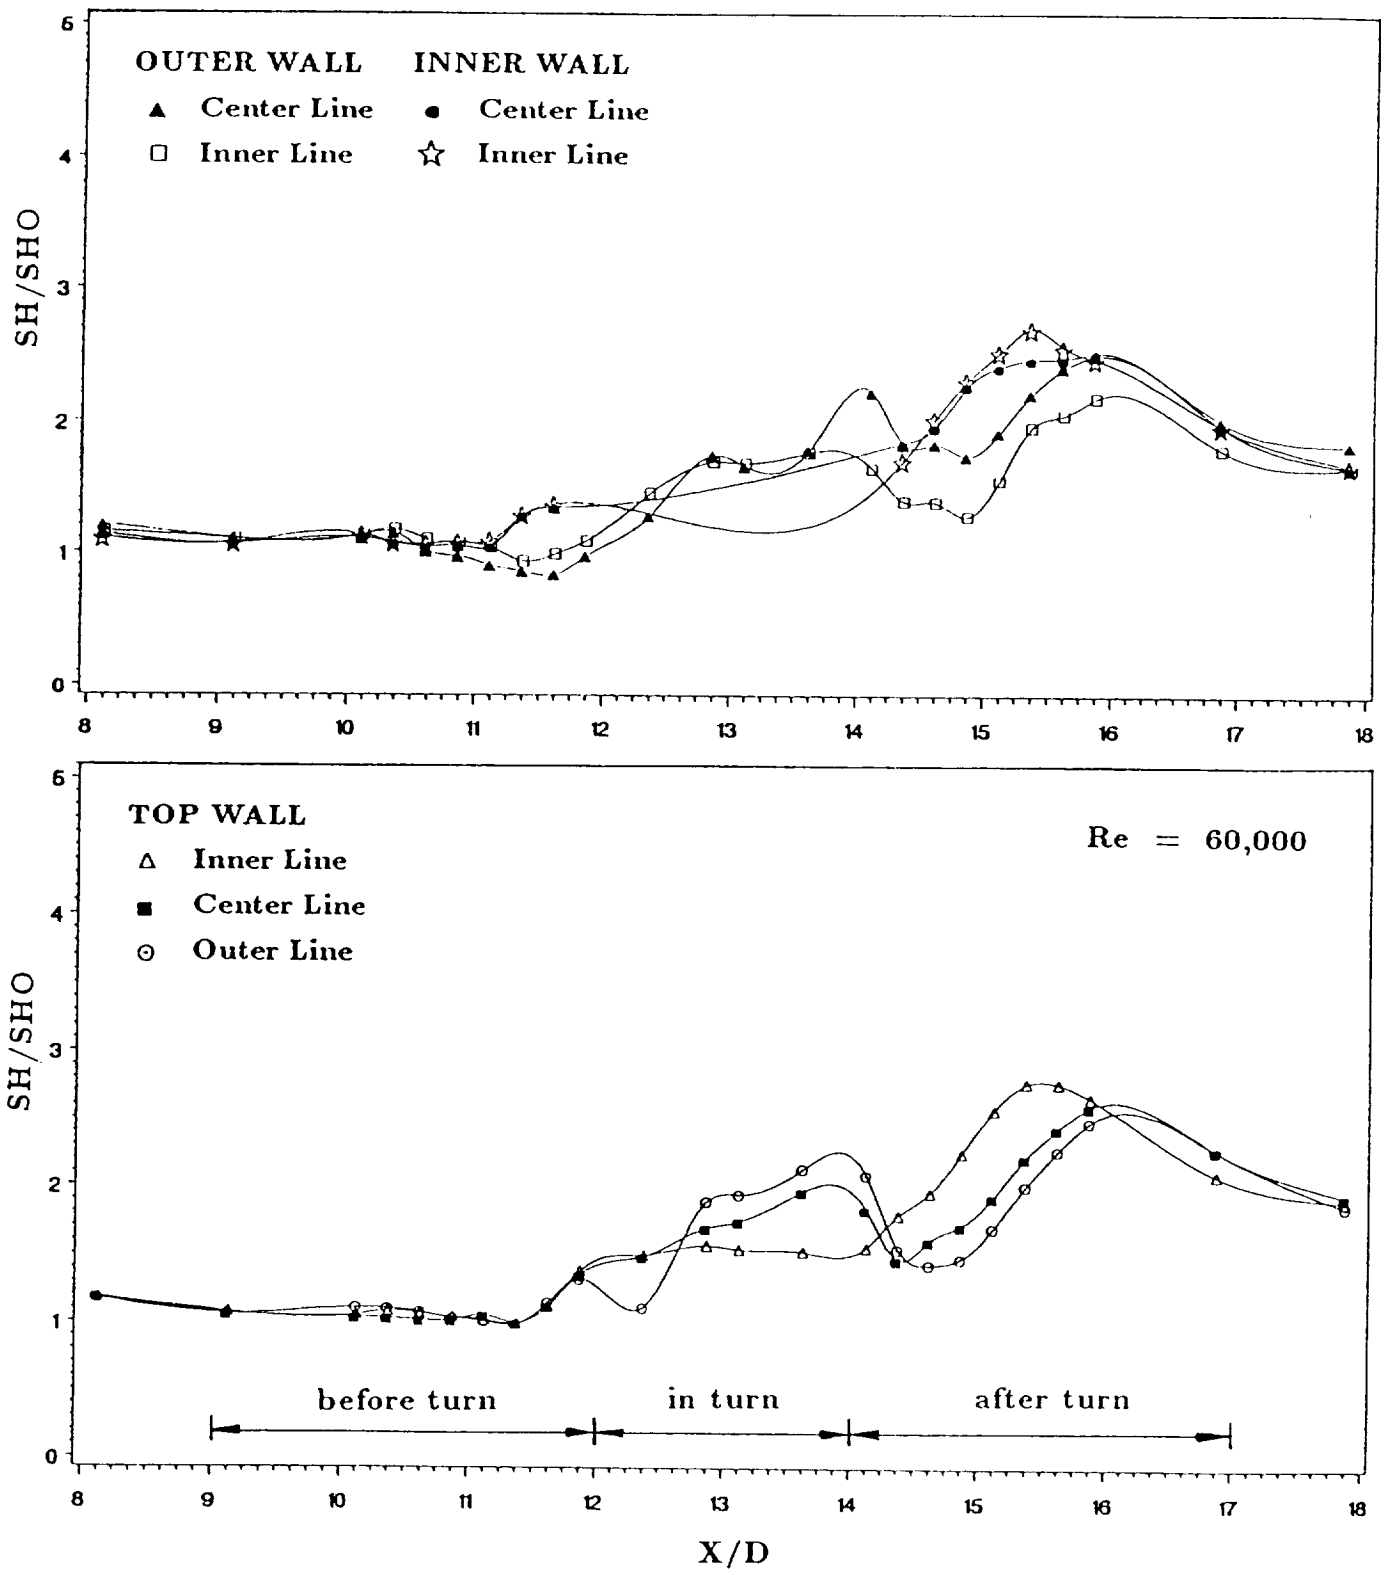 5
OUTER WALL INNER WALL
Center Line Center Line
4
Inner Line Inner Line
SH/SHO
3
2
1
0
8 9 10 11 12 13 14 15 16 17 18
5
TOP WALL
Re = 60,000
Inner Line
Center Line
4
Outer Line
SH/SHO
3
2
1
before turn in turn after turn
0
8 9 10 11 12 13 14 15 16 17 18
X/D